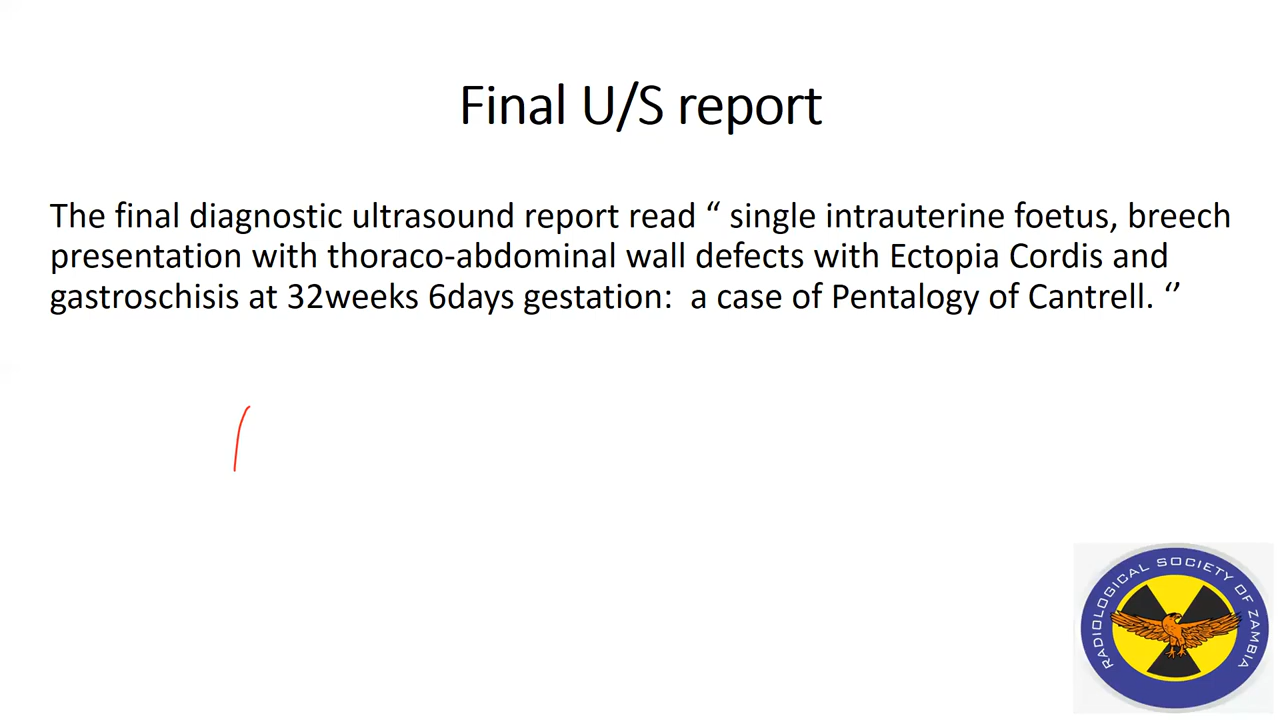 Final U/S report
The final diagnostic ultrasound report read “ single intrauterine foetus, breech
presentation with thoraco-abdominal wall defects with Ectopia Cordis and
gastroschisis at 32weeks 6days gestation:  a case of Pentalogy of Cantrell. ‘’
RADIOLOGICAL SOCIETY OF ZAMBIA